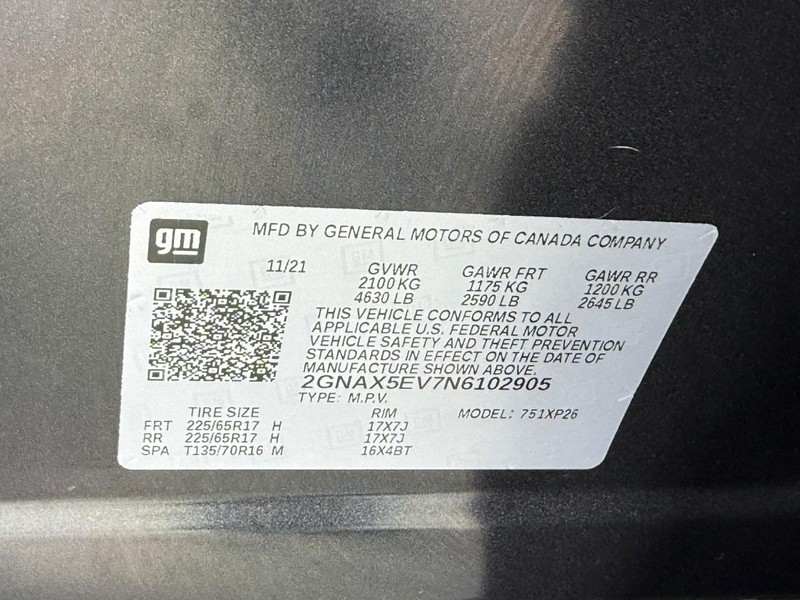 gm
MFD BY GENERAL MOTORS OF CANADA COMPANY
11/21 GVWR GAWR FRT GAWR RR
2100 KG 1175 KG 1200 KG
4630 LB 2590 LB 2645 LB
THIS VEHICLE CONFORMS TO ALL
APPLICABLE U.S. FEDERAL MOTOR
VEHICLE SAFETY AND THEFT PREVENTION
STANDARDS IN EFFECT ON THE DATE OF
MANUFACTURE SHOWN ABOVE.
2GNAX5EV7N6102905
TYPE: M.P.V.
TIRE SIZE RIM MODEL: 751XP26
FRT 225/65R17 H 17X7J
RR 225/65R17 H 17X7J
SPA T135/70R16 M 16X4BT